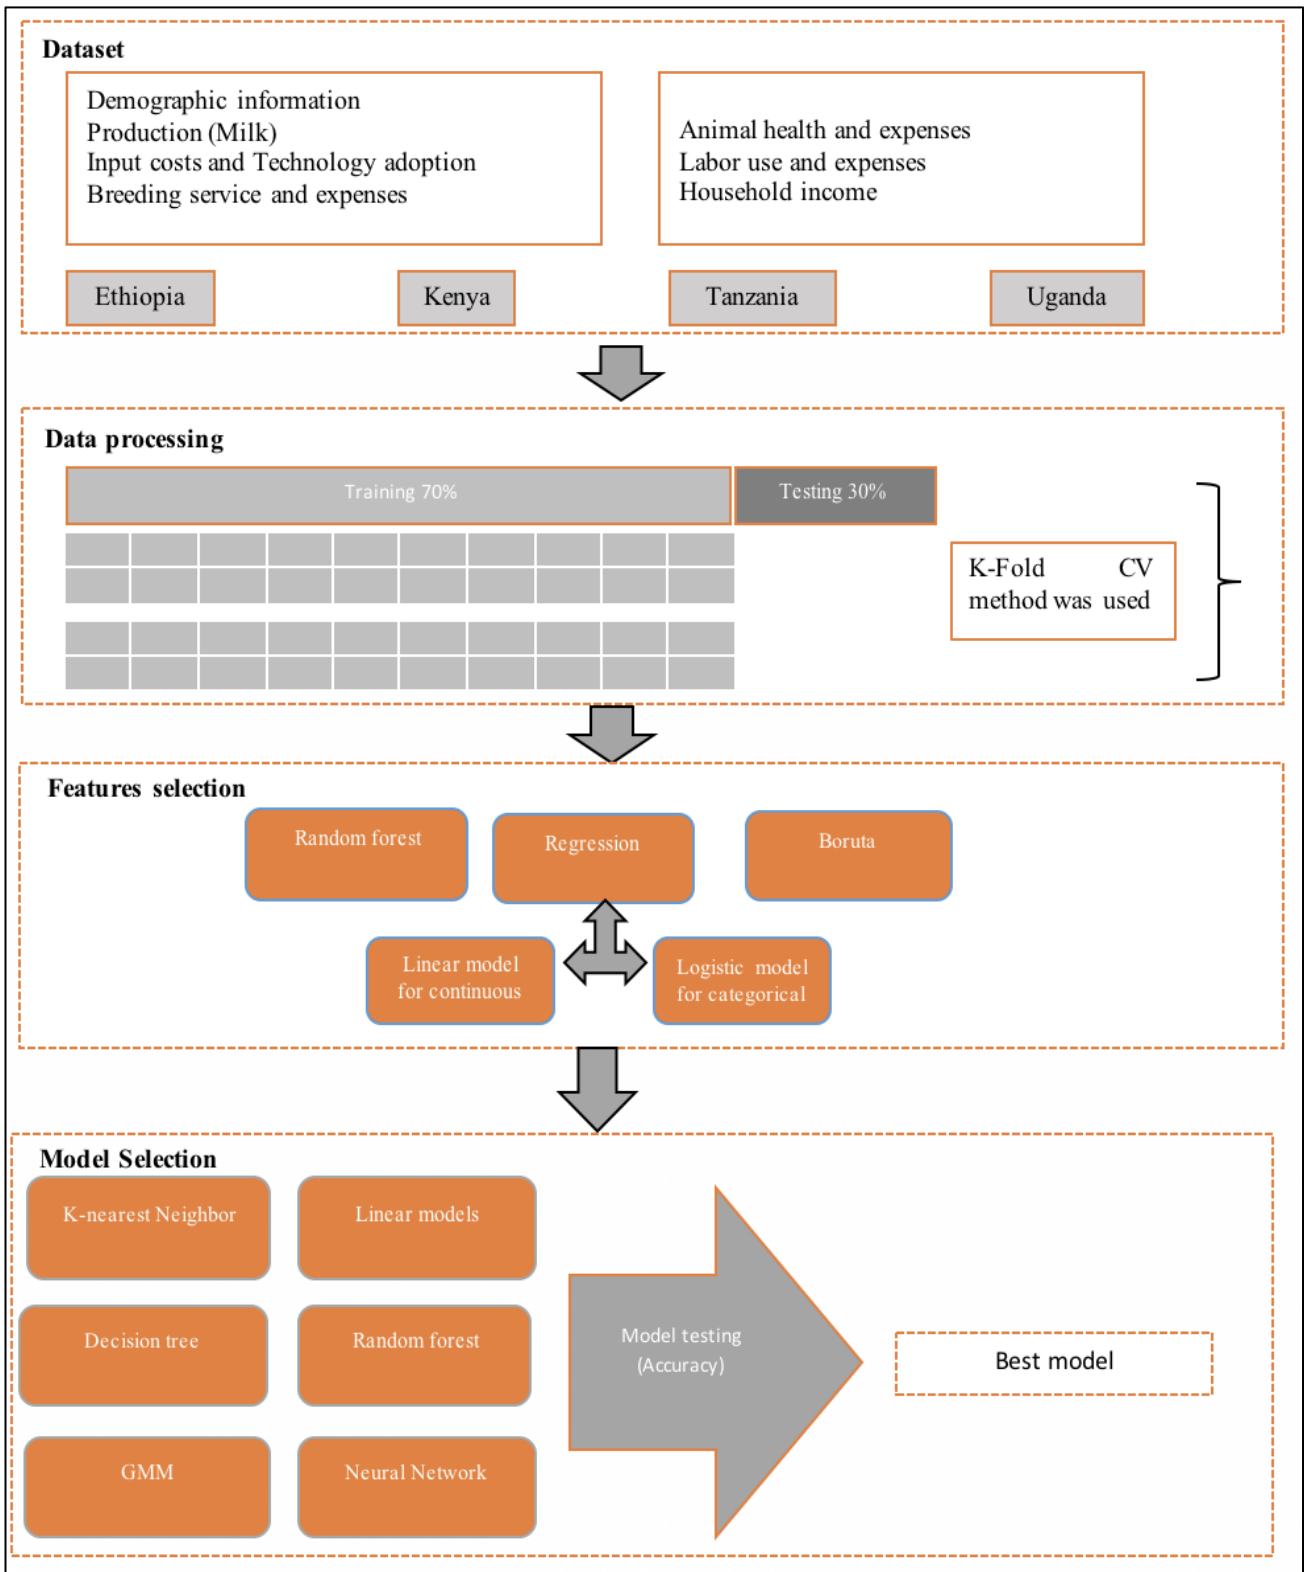 Dataset
Demographic information
Production (Milk)
Input costs and Technology adoption
Breeding service and expenses
Animal health and expenses
Labor use and expenses
Household income
Ethiopia
Kenya
Tanzania
Uganda
Data processing
Training 70%
Testing 30%
K-Fold CV
method was used
Features selection
Random forest
Regression
Boruta
Linear model
for continuous
Logistic model
for categorical
Model Selection
K-nearest Neighbor
Linear models
Decision tree
Random forest
GMM
Neural Network
Model testing
(Accuracy)
Best model